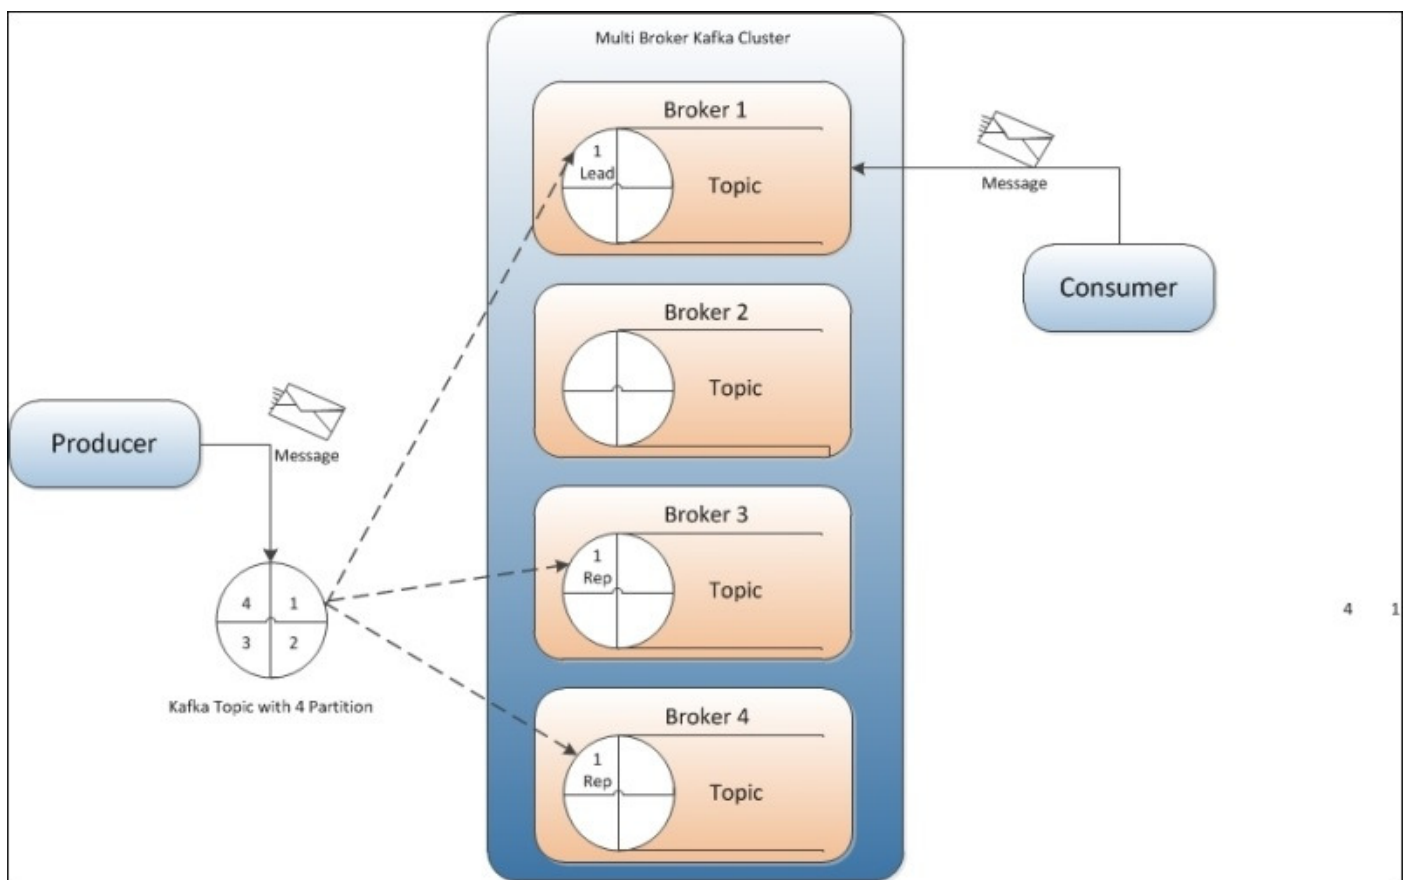 Multi Broker Kafka Cluster
Broker 1
1
Lead
Topic
Message
Consumer
Broker 2
Topic
Producer
Message
Broker 3
1
Rep
Topic
4 1
3 2
Kafka Topic with 4 Partition
4 1
Broker 4
1
Rep
Topic